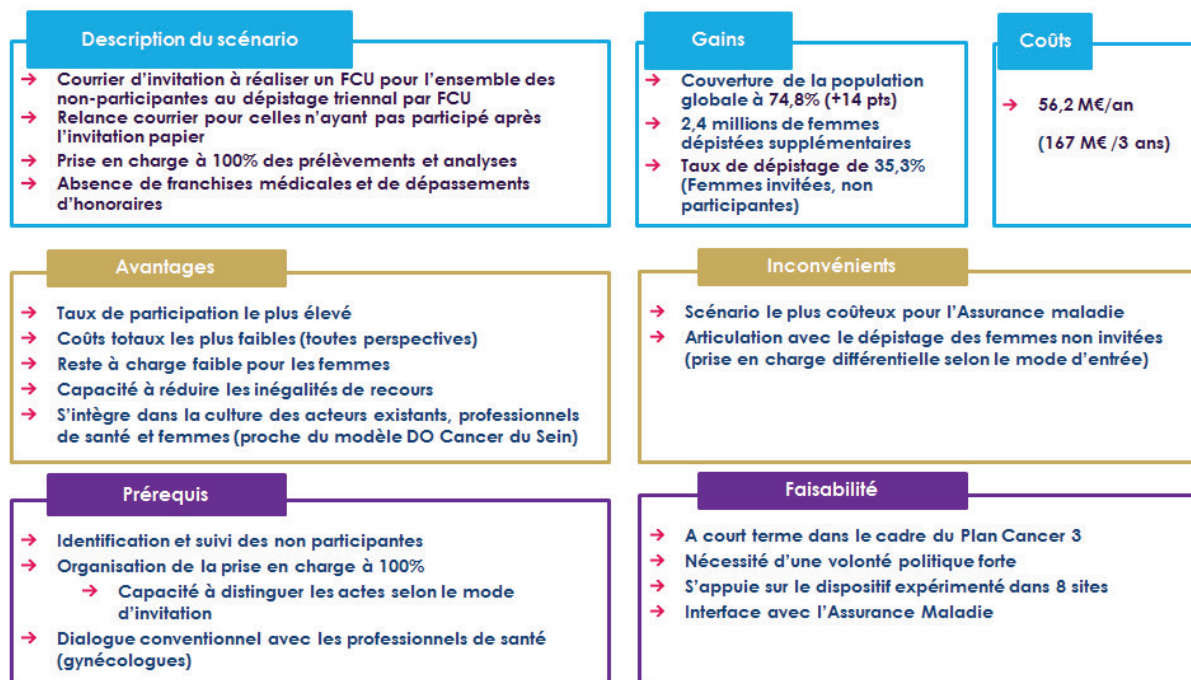 Description du scénario
→ Courrier d'invitation à réaliser un FCU pour l'ensemble des
non-participantes au dépistage triennal par FCU
→ Relance courrier pour celles n'ayant pas participé après
l'invitation papier
→ Prise en charge à 100% des prélèvements et analyses
→ Absence de franchises médicales et de dépassements
d'honoraires
Gains
→ Couverture de la population
globale à 74,8% (+14 pts)
→ 2,4 millions de femmes
dépistées supplémentaires
→ Taux de dépistage de 35,3%
(Femmes invitées, non
participantes)
Coûts
→ 56,2 M€/an
(167 M€ /3 ans)
Avantages
→ Taux de participation le plus élevé
→ Coûts totaux les plus faibles (toutes perspectives)
→ Reste à charge faible pour les femmes
→ Capacité à réduire les inégalités de recours
→ S'intègre dans la culture des acteurs existants, professionnels
de santé et femmes (proche du modèle DO Cancer du Sein)
Inconvénients
→ Scénario le plus coûteux pour l'Assurance maladie
→ Articulation avec le dépistage des femmes non invitées
(prise en charge différentielle selon le mode d'entrée)
Prérequis
→ Identification et suivi des non participantes
→ Organisation de la prise en charge à 100%
→ Capacité à distinguer les actes selon le mode
d'invitation
→ Dialogue conventionnel avec les professionnels de santé
(gynécologues)
Faisabilité
→ A court terme dans le cadre du Plan Cancer 3
→ Nécessité d'une volonté politique forte
→ S'appuie sur le dispositif expérimenté dans 8 sites
→ Interface avec l'Assurance Maladie